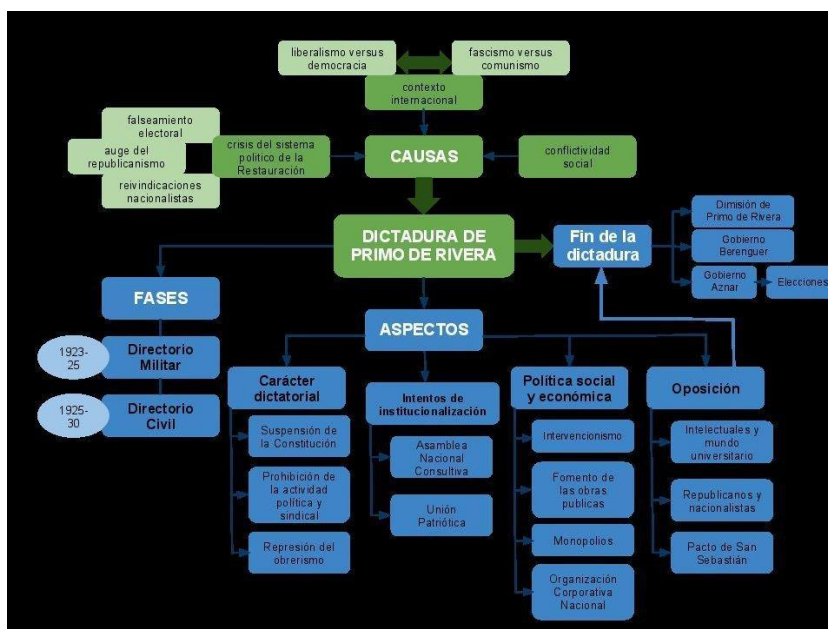 liberalismo versus
democracia
fascismo versus
comunismo
contexto
internacional
falseamiento
electoral
auge del
republicanismo
reivindicaciones
nacionalistas
crisis del sistema
politico de la
Restauración
CAUSAS
conflictividad
social
DICTADURA DE
PRIMO DE RIVERA
Fin de la
dictadura
Dimisión de
Primo de Rivera
Gobierno
Berenguer
Gobierno
Aznar
Elecciones
FASES
1923-
25
Directorio
Militar
1925-
30
Directorio
Civil
ASPECTOS
Carácter
dictatorial
Suspensión de
la Constitución
Prohibición de
la actividad
política y
sindical
Represión del
obrerismo
Intentos de
institucionalización
Asamblea
Nacional
Consultiva
Unión
Patriótica
Política social
y económica
Intervencionismo
Fomento de
las obras
publicas
Monopolios
Organización
Corporativa
Nacional
Oposición
Intelectuales y
mundo
universitario
Republicanos y
nacionalistas
Pacto de San
Sebastián